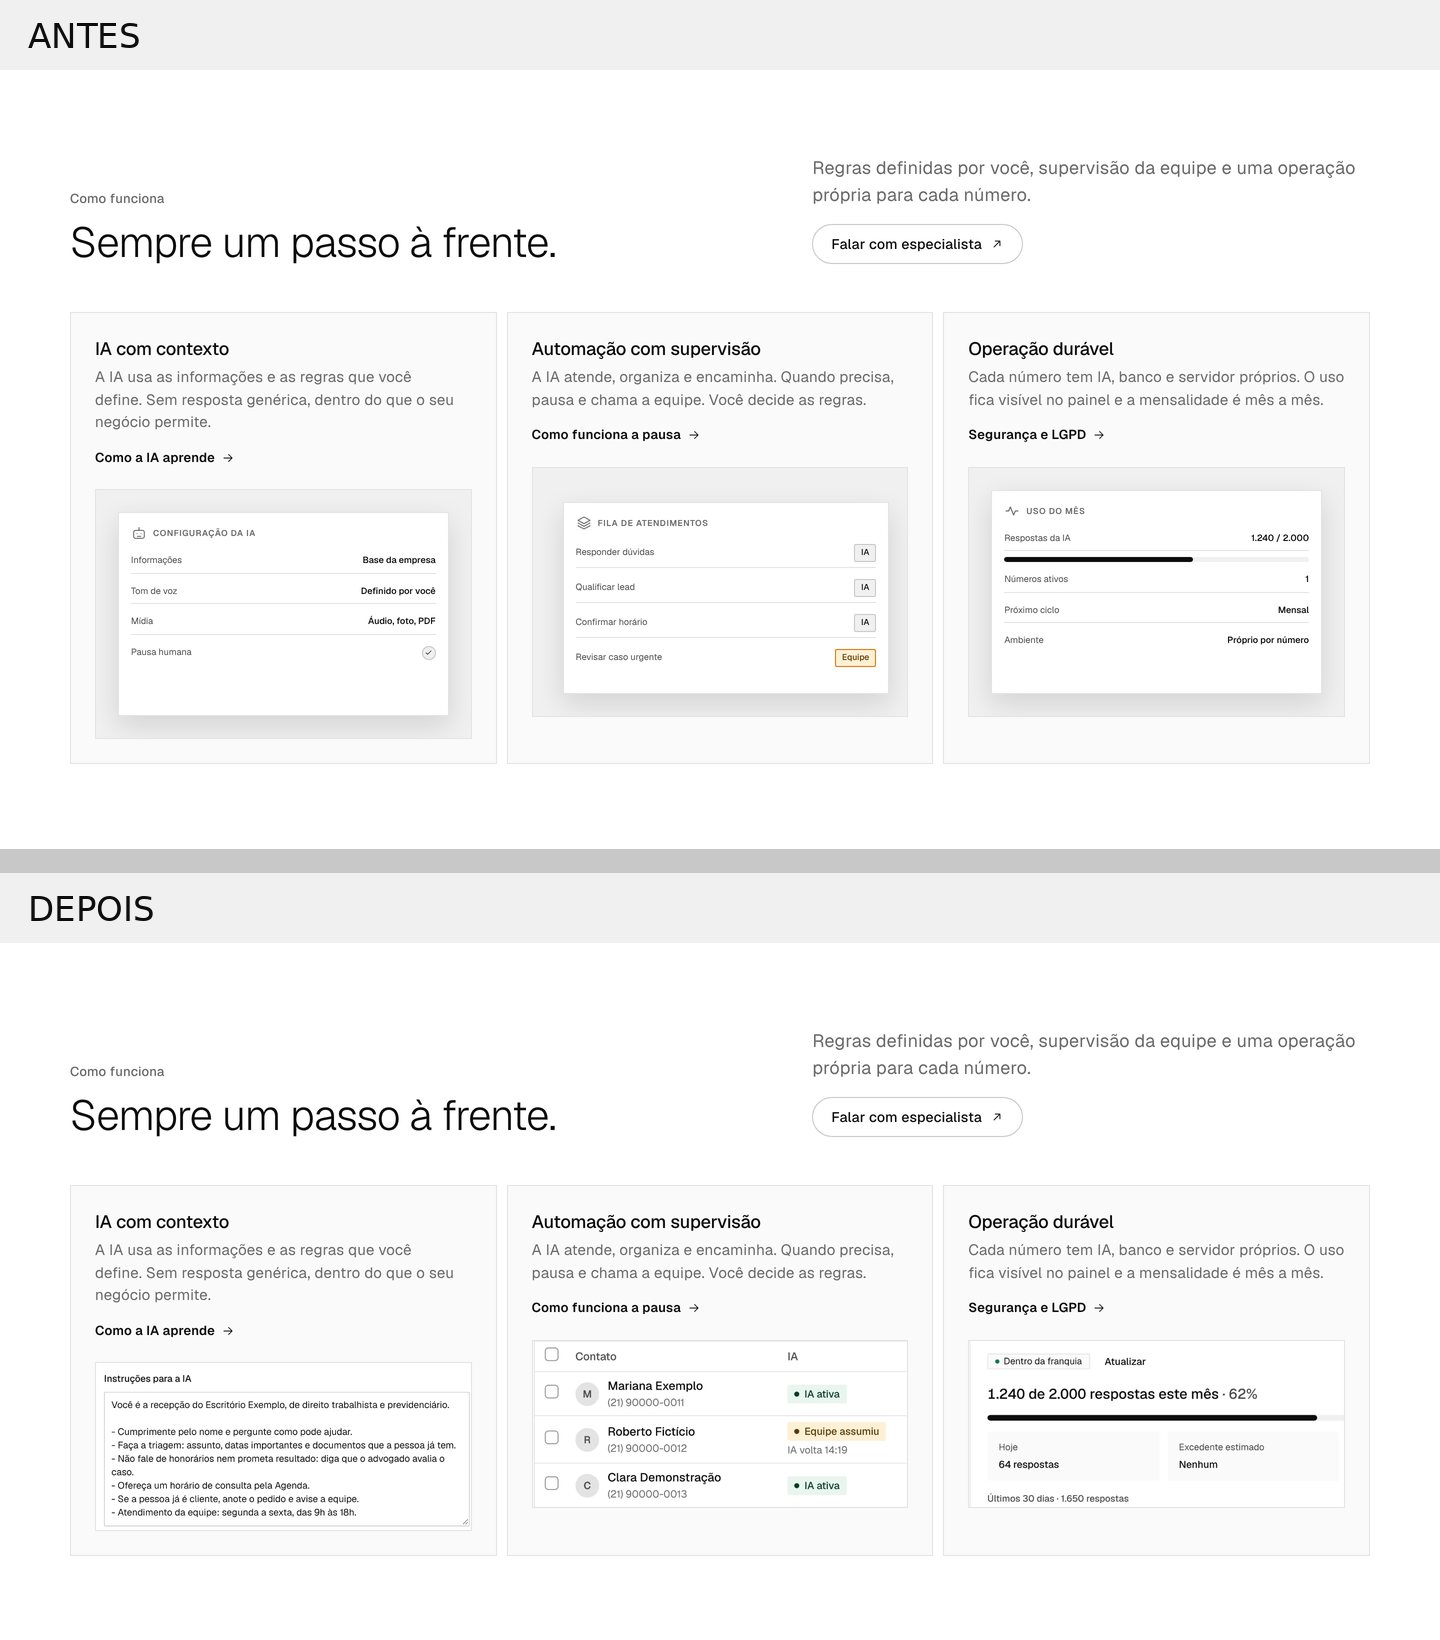 ANTES
Como funciona
Sempre um passo à frente.
Regras definidas por você, supervisão da equipe e uma operação
própria para cada número.
Falar com especialista
IA com contexto
A IA usa as informações e as regras que você
define. Sem resposta genérica, dentro do que o seu
negócio permite.
Como a IA aprende →
CONFIGURAÇÃO DA IA
Informações Base da empresa
Tom de voz Definido por você
Mídia Áudio, foto, PDF
Pausa humana
Automação com supervisão
A IA atende, organiza e encaminha. Quando precisa,
pausa e chama a equipe. Você decide as regras.
Como funciona a pausa →
FILA DE ATENDIMENTOS
Responder dúvidas IA
Qualificar lead IA
Confirmar horário IA
Revisar caso urgente Equipe
Operação durável
Cada número tem IA, banco e servidor próprios. O uso
fica visível no painel e a mensalidade é mês a mês.
Segurança e LGPD →
USO DO MÊS
Respostas da IA 1.240 / 2.000
Números ativos 1
Próximo ciclo Mensal
Ambiente Próprio por número
DEPOIS
Como funciona
Sempre um passo à frente.
Regras definidas por você, supervisão da equipe e uma operação
própria para cada número.
Falar com especialista
IA com contexto
A IA usa as informações e as regras que você
define. Sem resposta genérica, dentro do que o seu
negócio permite.
Como a IA aprende →
Instruções para a IA
Você é a recepção do Escritório Exemplo, de direito trabalhista e previdenciário.
- Cumprimente pelo nome e pergunte como pode ajudar.
- Faça a triagem: assunto, datas importantes e documentos que a pessoa já tem.
- Não fale de honorários nem prometa resultado: diga que o advogado avalia o
caso.
- Ofereça um horário de consulta pela Agenda.
- Se a pessoa já é cliente, anote o pedido e avise a equipe.
- Atendimento da equipe: segunda a sexta, das 9h às 18h.
Automação com supervisão
A IA atende, organiza e encaminha. Quando precisa,
pausa e chama a equipe. Você decide as regras.
Como funciona a pausa →
Contato IA
M Mariana Exemplo IA ativa
(21) 90000-0011
R Roberto Fictício Equipe assumiu
(21) 90000-0012 IA volta 14:19
C Clara Demonstração IA ativa
(21) 90000-0013
Operação durável
Cada número tem IA, banco e servidor próprios. O uso
fica visível no painel e a mensalidade é mês a mês.
Segurança e LGPD →
Dentro da franquia Atualizar
1.240 de 2.000 respostas este mês · 62%
Hoje Excedente estimado
64 respostas Nenhum
Últimos 30 dias · 1.650 respostas